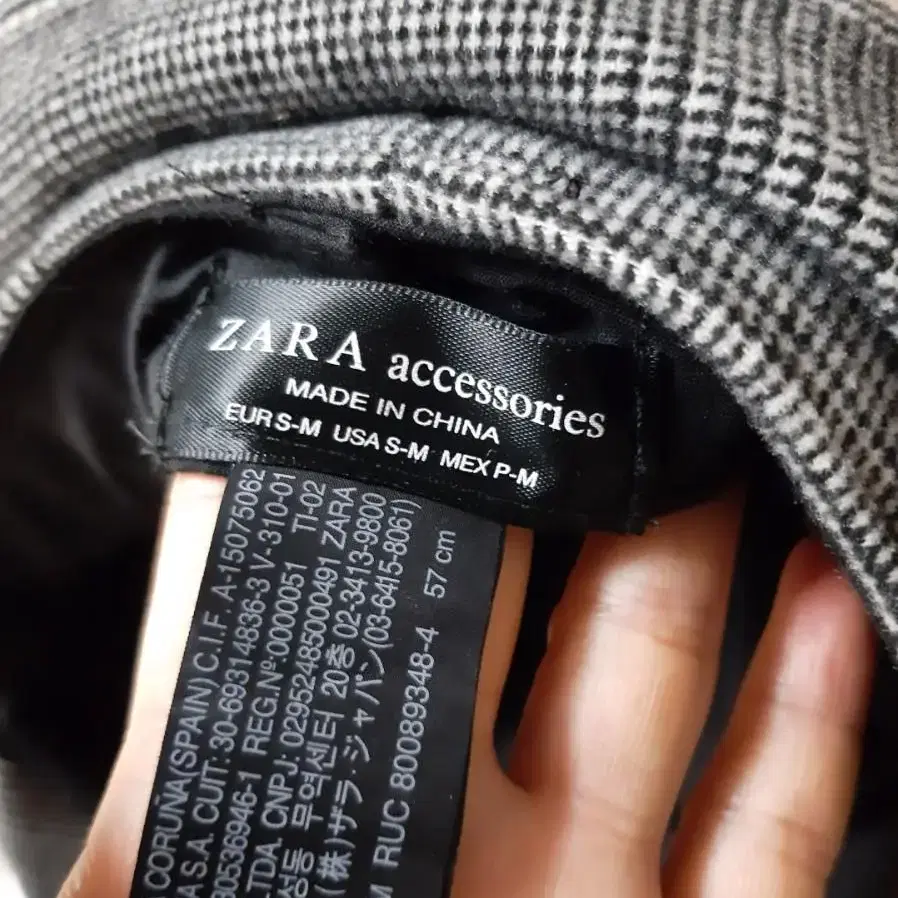 ZARA accessories
MADE IN CHINA
EUR S-M USA S-M MEX P-M
CORUÑA(SPAIN) C.I.F. A-15075062
A S.A. CUIT:30-69314836-3 V-310-01
80536946-1 REG.Nº:0000051 TI-02
LTDA. CNPJ: 02952485000491 ZARA
성동 무역센터 20층 02-3413-9800
(株)ザラ・ジャパン(03-6415-8061)
M RUC 80089348-4 57 cm